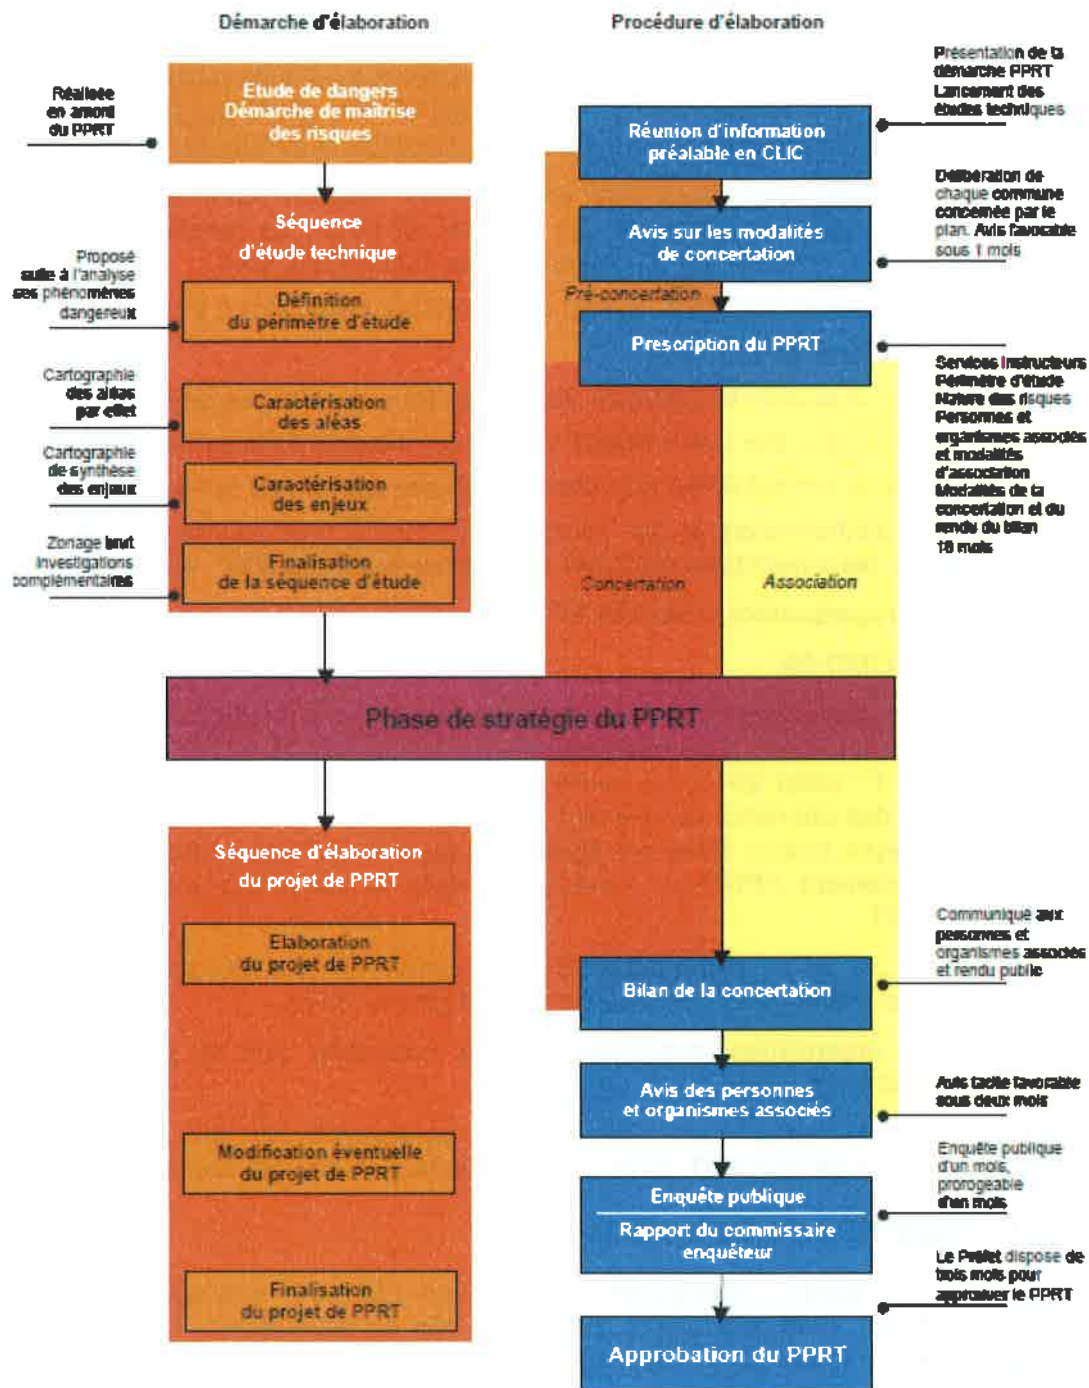 Démarche d'élaboration
Procédure d'élaboration
Réalisée
en amont
du PPRT
Etude de dangers
Démarche de maîtrise
des risques
Séquence
d'étude technique
Proposé
suite à l'analyse
ses phénomènes
dangereux
Définition
du périmètre d'étude
Cartographie
des aléas
par effet
Caractérisation
des aléas
Cartographie
de synthèse
des enjeux
Caractérisation
des enjeux
Zonage brut
Investigations
complémentaires
Finalisation
de la séquence d'étude
Réunion d'information
préalable en CLIC
Présentation de la
démarche PPRT
Lancement des
études techniques
Avis sur les modalités
de concertation
Délibération de
chaque commune
concernée par le
plan. Avis favorable
sous 1 mois
Pré-concertation
Prescription du PPRT
Services Instructeurs
Périmètre d'étude
Nature des risques
Personnes et
organismes associés
et modalités
d'association
Modalités de la
concertation et du
rendu du bilan
18 mois
Concertation
Association
Phase de stratégie du PPRT
Séquence d'élaboration
du projet de PPRT
Elaboration
du projet de PPRT
Modification éventuelle
du projet de PPRT
Finalisation
du projet de PPRT
Bilan de la concertation
Communiqué aux
personnes et
organismes associés
et rendu public
Avis des personnes
et organismes associés
Avis tacite favorable
sous deux mois
Enquête publique
Rapport du commissaire
enquêteur
Enquête publique
d'un mois,
prorogeable
d'un mois
Le Préfet dispose de
trois mois pour
approuver le PPRT
Approbation du PPRT